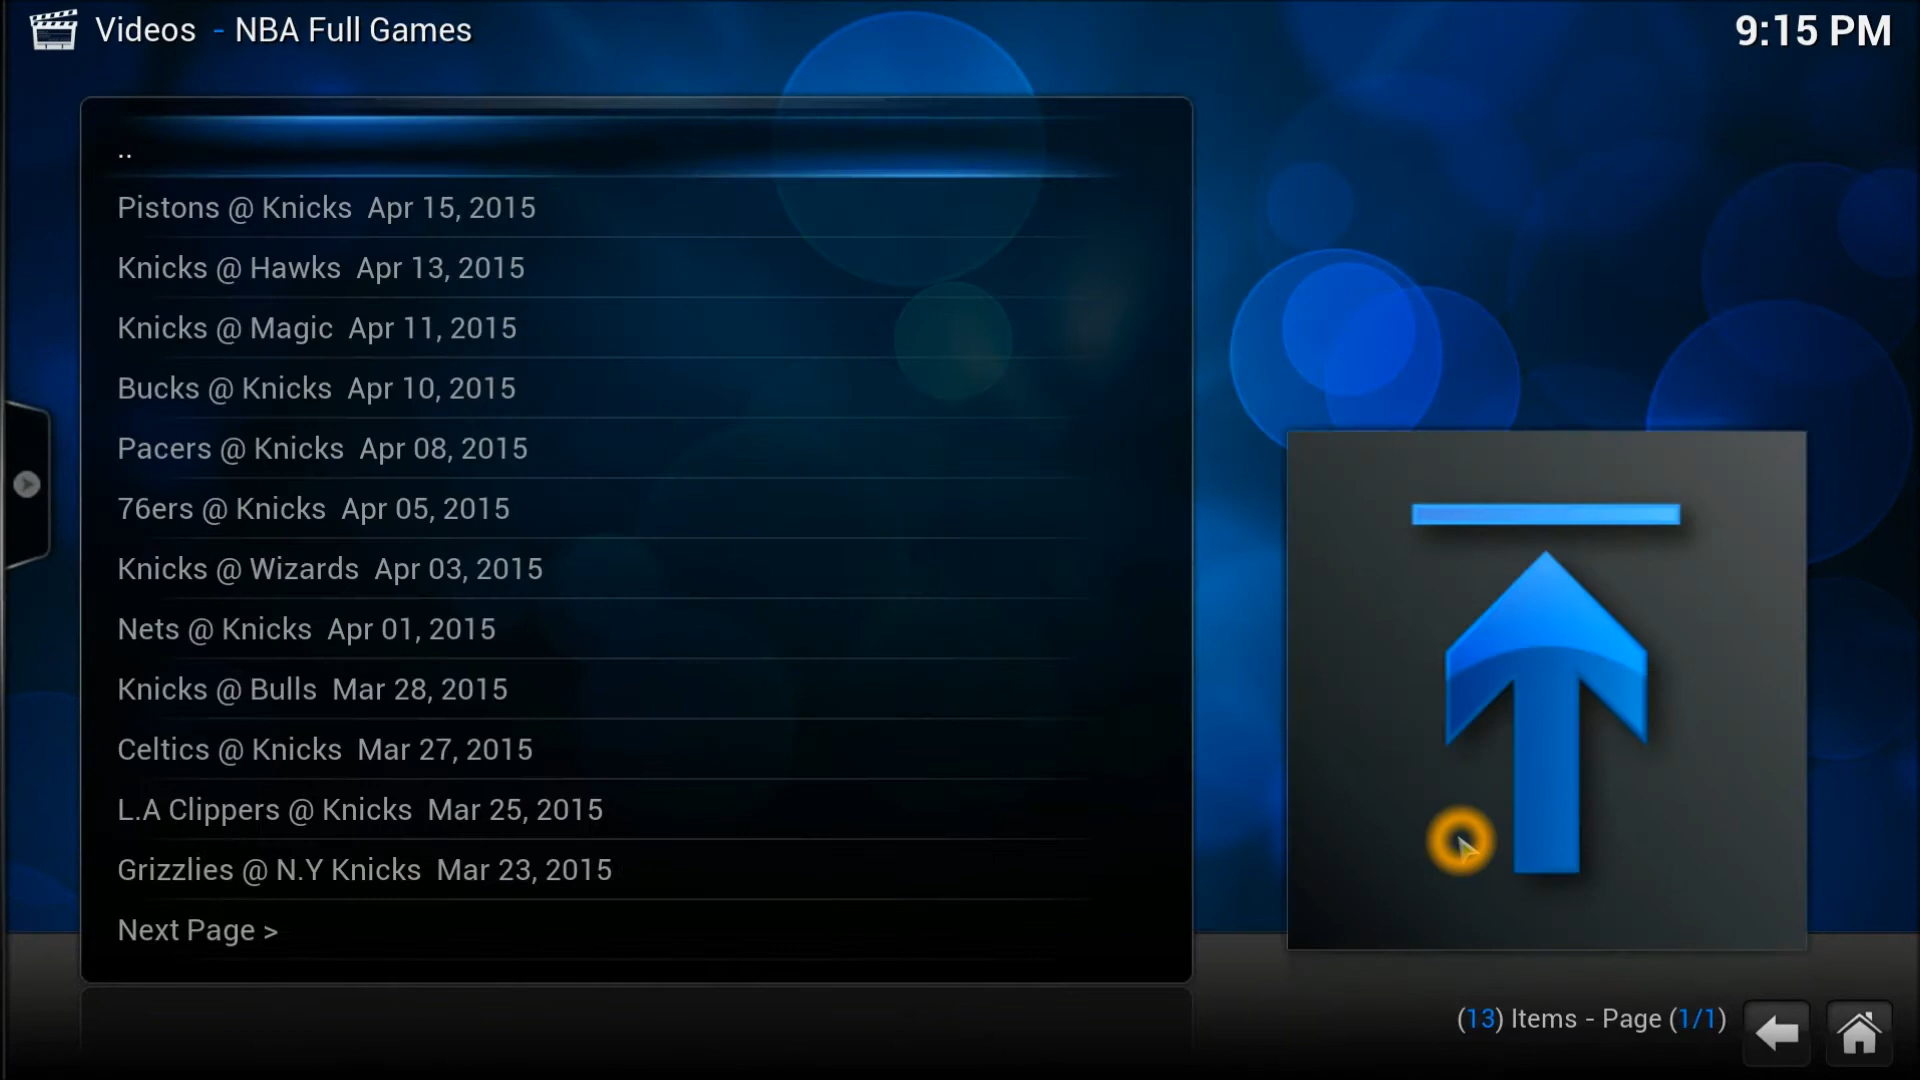 Videos - NBA Full Games
9:15 PM
..
Pistons @ Knicks Apr 15, 2015
Knicks @ Hawks Apr 13, 2015
Knicks @ Magic Apr 11, 2015
Bucks @ Knicks Apr 10, 2015
Pacers @ Knicks Apr 08, 2015
76ers @ Knicks Apr 05, 2015
Knicks @ Wizards Apr 03, 2015
Nets @ Knicks Apr 01, 2015
Knicks @ Bulls Mar 28, 2015
Celtics @ Knicks Mar 27, 2015
L.A Clippers @ Knicks Mar 25, 2015
Grizzlies @ N.Y Knicks Mar 23, 2015
Next Page >
(13) Items - Page (1/1)